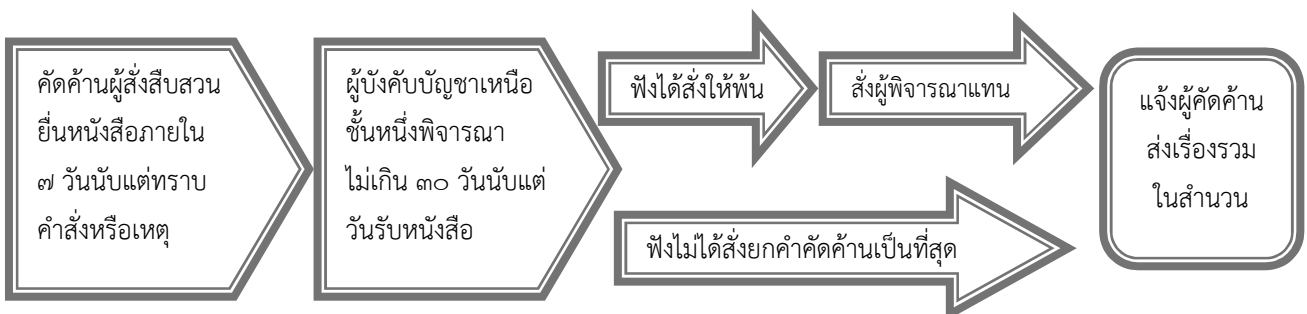 คัดค้านผู้สั่งสืบสวน
ยื่นหนังสือภายใน
๗ วันนับแต่ทราบ
คำสั่งหรือเหตุ
ผู้บังคับบัญชาเหนือ
ชั้นหนึ่งพิจารณา
ไม่เกิน ๓๐ วันนับแต่
วันรับหนังสือ
ฟังได้สั่งให้พ้น
สั่งผู้พิจารณาแทน
ฟังไม่ได้สั่งยกคำคัดค้านเป็นที่สุด
แจ้งผู้คัดค้าน
ส่งเรื่องรวม
ในสำนวน